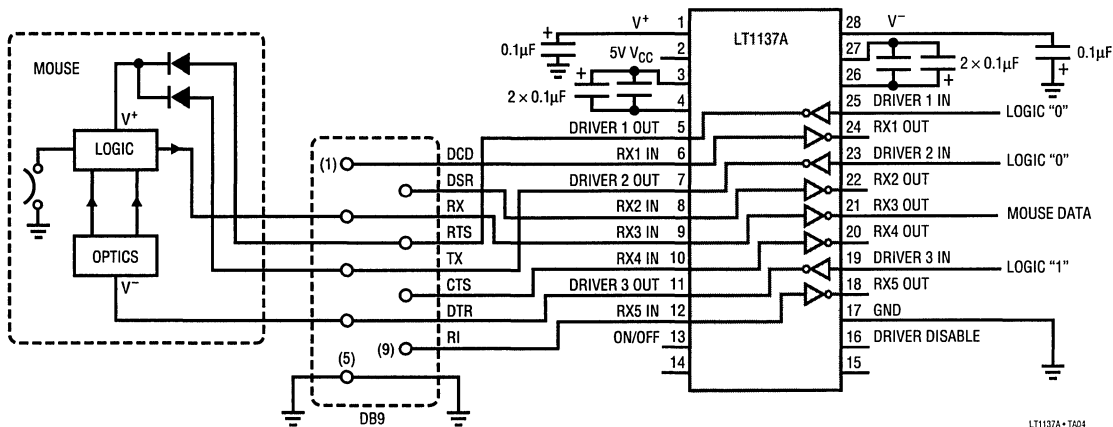 MOUSE
V+
LOGIC
OPTICS
V−
(1)
(9)
(5)
DB9
DCD
DSR
RX
RTS
TX
CTS
DTR
RI
0.1µF
+
V+
5V VCC
+
2 × 0.1µF
DRIVER 1 OUT
RX1 IN
DRIVER 2 OUT
RX2 IN
RX3 IN
RX4 IN
DRIVER 3 OUT
RX5 IN
ON/OFF
1
2
3
4
5
6
7
8
9
10
11
12
13
14
LT1137A
28 V−
27
26
+
2 × 0.1µF
0.1µF
+
25 DRIVER 1 IN LOGIC "0"
24 RX1 OUT
23 DRIVER 2 IN LOGIC "0"
22 RX2 OUT
21 RX3 OUT MOUSE DATA
20 RX4 OUT
19 DRIVER 3 IN LOGIC "1"
18 RX5 OUT
17 GND
16 DRIVER DISABLE
15
LT1137A • TA04